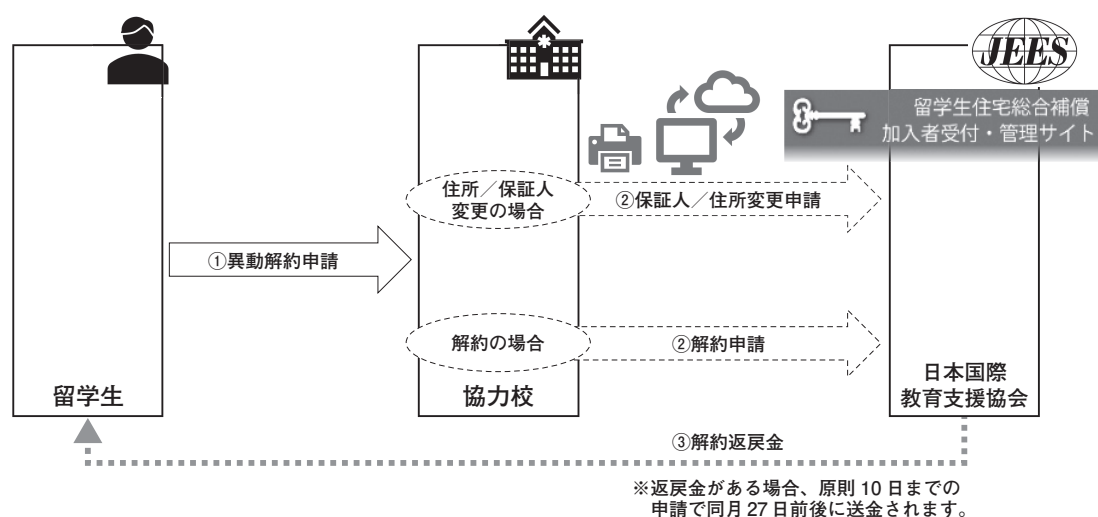 JEES
留学生住宅総合補償
加入者受付・管理サイト
住所／保証人
変更の場合
②保証人／住所変更申請
①異動解約申請
解約の場合
②解約申請
留学生
協力校
日本国際
教育支援協会
③解約返戻金
※返戻金がある場合、原則10日までの
申請で同月27日前後に送金されます。